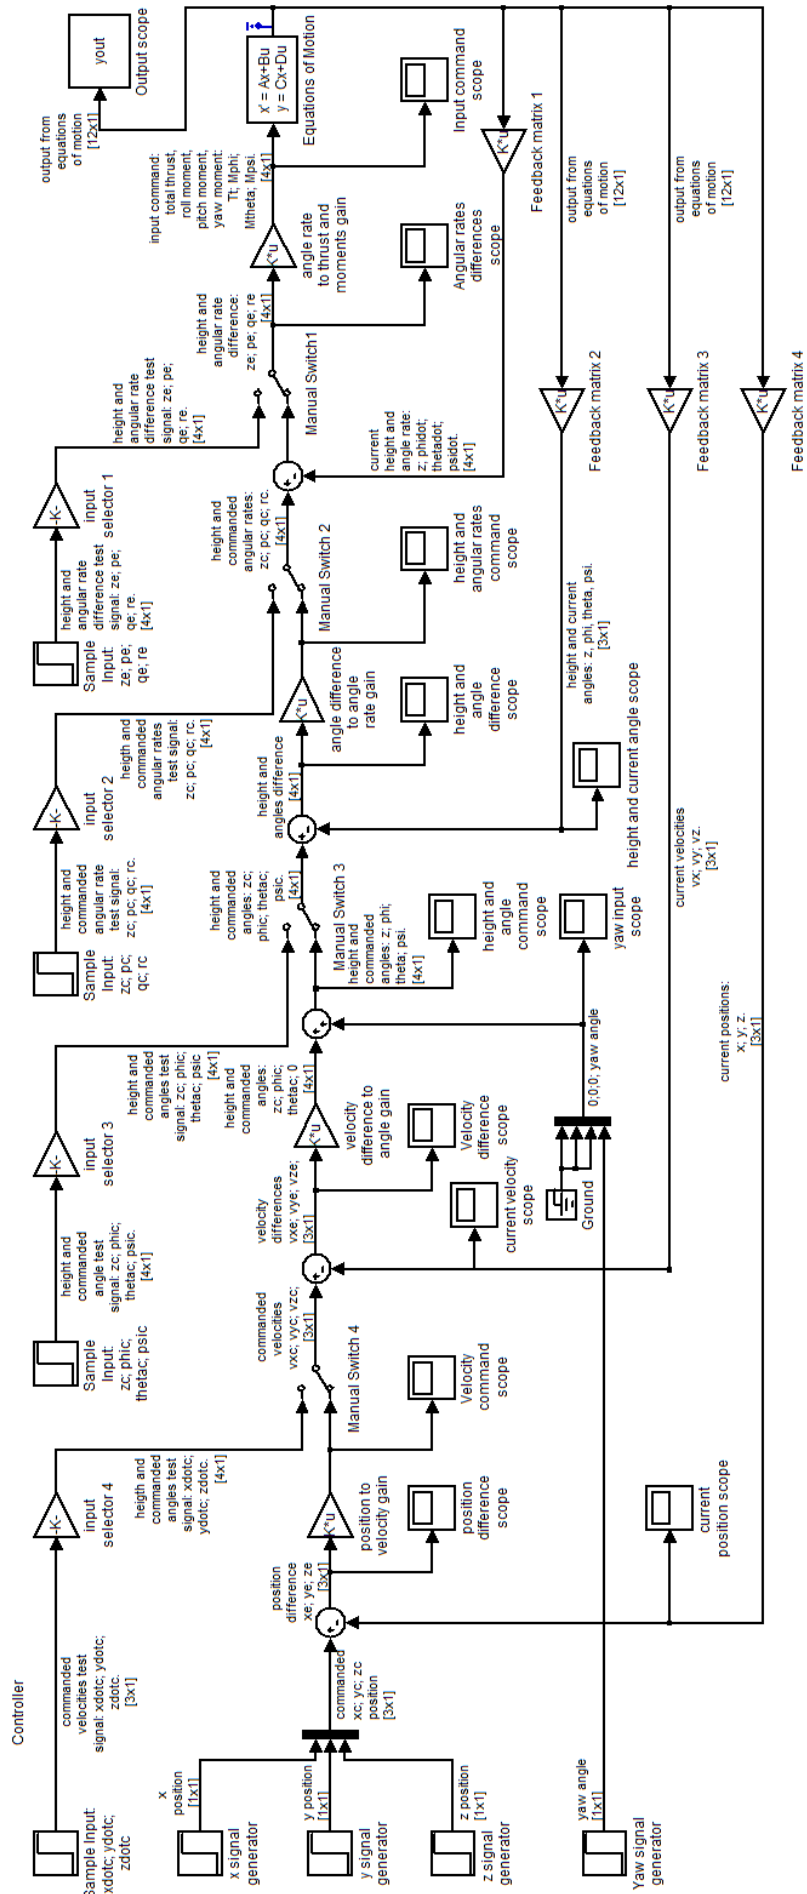 Controller
Sample Input:
xdotc; ydotc;
zdotc
commanded
velocities test
signal: xdotc; ydotc;
zdotc.
[3x1]
-K-
input
selector 4
heigth and
commanded
angles test
signal: xdotc;
ydotc; zdotc.
[4x1]
Sample
Input:
zc; phic;
thetac; psic
height and
commanded
angle test
signal: zc; phic;
thetac; psic.
[4x1]
-K-
input
selector 3
height and
commanded
angles test
signal: zc; phic;
thetac; psic
[4x1]
Sample
Input:
zc; pc;
qc; rc
height and
commanded
angular rate
test signal:
zc; pc; qc; rc.
[4x1]
-K-
input
selector 2
heigth and
commanded
angular rates
test signal:
zc; pc; qc; rc.
[4x1]
Sample
Input:
ze; pe;
qe; re
height and
angular rate
difference test
signal: ze; pe;
qe; re.
[4x1]
-K-
input
selector 1
height and
angular rate
difference test
signal: ze; pe;
qe; re.
[4x1]
output from
equations
of motion
[12x1]
yout
Output scope
x signal
generator
x
position
[1x1]
y signal
generator
y position
[1x1]
z signal
generator
z position
[1x1]
commanded
xc; yc; zc
position
[3x1]
position
difference
xe; ye; ze
[3x1]
K*u
position to
velocity gain
position
difference
scope
Velocity
command
scope
Manual Switch 4
commanded
velocities
vxc; vyc; vzc;
[3x1]
velocity
differences
vxe; vye; vze;
[3x1]
K*u
velocity
difference to
angle gain
Velocity
difference
scope
current velocity
scope
height and
commanded
angles:
zc; phic;
thetac; 0
[4x1]
Manual Switch 3
height and
commanded
angles: z; phi;
theta; psi.
[4x1]
height and
angle
command
scope
height and
commanded
angles: zc;
phic; thetac;
psic.
[4x1]
height and
angles difference
[4x1]
K*u
angle difference
to angle
rate gain
height and
angle
difference
scope
height and
angular rates
command
scope
Manual Switch 2
height and
commanded
angular rates:
zc; pc; qc; rc.
[4x1]
current
height and
angle rate:
z; phidot;
thetadot;
psidot.
[4x1]
Manual Switch1
height and
angular rate
difference:
ze; pe; qe; re
[4x1]
K*u
angle rate
to thrust and
moments gain
Angular rates
differences
scope
input command:
total thrust,
roll moment,
pitch moment,
yaw moment:
Tt; Mphi;
Mtheta; Mpsi.
[4x1]
x' = Ax+Bu
y = Cx+Du
Equations of Motion
Input command
scope
K*u
Feedback matrix 1
output from
equations
of motion
[12x1]
K*u
Feedback matrix 2
height and current
angles: z, phi, theta, psi.
[3x1]
height and current angle scope
yaw input
scope
output from
equations
of motion
[12x1]
K*u
Feedback matrix 3
current velocities
vx; vy; vz.
[3x1]
K*u
Feedback matrix 4
current positions:
x; y; z.
[3x1]
current
position scope
Ground
0;0;0; yaw angle
yaw angle
[1x1]
Yaw signal
generator